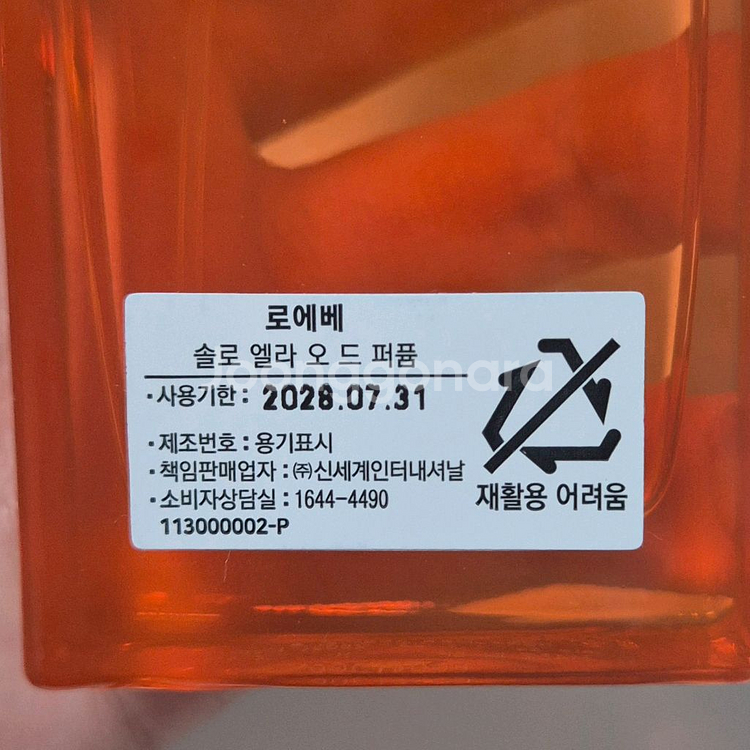 로에베
솔로 엘라 오 드 퍼퓸
·사용기한 : 2028.07.31
·제조번호 : 용기표시
·책임판매업자 : ㈜신세계인터내셔날
·소비자상담실 : 1644-4490
113000002-P
재활용 어려움
joonggonara